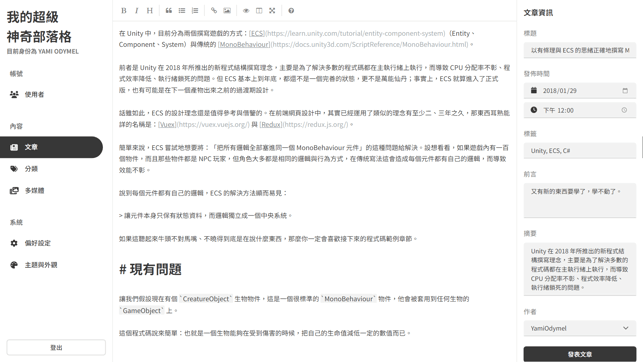 我的超級
神奇部落格
目前身份為 YAMI ODYMEL
帳號
使用者
內容
文章
分類
多媒體
系統
偏好設定
主題與外觀
登出
B I H
在 Unity 中,目前分為兩個撰寫遊戲的方式:[ECS](https://learn.unity.com/tutorial/entity-component-system)(Entity、
Component、System)與傳統的 [MonoBehaviour](https://docs.unity3d.com/ScriptReference/MonoBehaviour.html)。
前者是 Unity 在 2018 年所推出的新程式結構撰寫理念,主要是為了解決多數的程式碼都在主執行緒上執行,而導致 CPU 分配率不彰、程
式效率降低、執行緒鎖死的問題。但 ECS 基本上到年底,都還不是一個完善的狀態,更不是萬能仙丹;事實上,ECS 就算進入了正式
版,也有可能是在下一個產物出來之前的過渡期設計。
話雖如此,ECS 的設計理念還是值得參考與借鑒的。在前端網頁設計中,其實已經運用了類似的理念有至少二、三年之久,那東西耳熟能
詳的名稱是:[Vuex](https://vuex.vuejs.org/) 與 [Redux](https://redux.js.org/)。
簡單來說,ECS 嘗試地想要將:「把所有邏輯全部塞進同一個 MonoBehaviour 元件」的這種問題給解決。設想看看,如果遊戲內有一百
個物件,而且那些物件都是 NPC 玩家,但角色大多都是相同的邏輯與行為方式,在傳統寫法這會造成每個元件都有自己的邏輯,而導致
效能不彰。
說到每個元件都有自己的邏輯,ECS 的解決方法顯而易見:
> 讓元件本身只保有狀態資料,而邏輯獨立成一個中央系統。
如果這聽起來牛頭不對馬嘴、不曉得到底是在說什麼東西。那麼你一定會喜歡接下來的程式碼範例章節。
# 現有問題
讓我們假設現在有個 `CreatureObject` 生物物件,這是一個很標準的 `MonoBehaviour` 物件,他會被套用到任何生物的
`GameObject` 上。
這個程式碼說來簡單:也就是一個生物能夠在受到傷害的時候,把自己的生命值減低一定的數值而已。
文章資訊
標題
以有條理與 ECS 的思緒正確地撰寫 M
發佈時間
2018/01/29
下午 12:00
標籤
Unity, ECS, C#
前言
又有新的東西要學了,學不動了。
摘要
Unity 在 2018 年所推出的新程式結
構撰寫理念,主要是為了解決多數的
程式碼都在主執行緒上執行,而導致
CPU 分配率不彰、程式效率降低、
執行緒鎖死的問題。
作者
YamiOdymel
發表文章